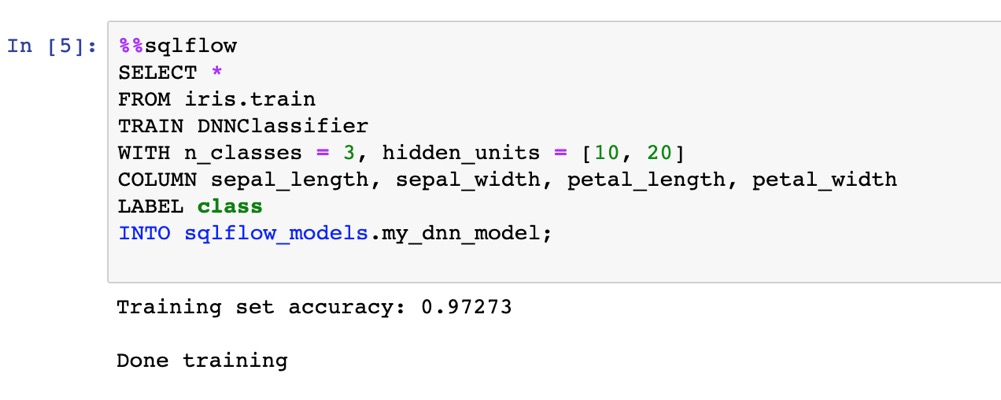 In [5]: %%sqlflow
SELECT *
FROM iris.train
TRAIN DNNClassifier
WITH n_classes = 3, hidden_units = [10, 20]
COLUMN sepal_length, sepal_width, petal_length, petal_width
LABEL class
INTO sqlflow_models.my_dnn_model;
Training set accuracy: 0.97273
Done training